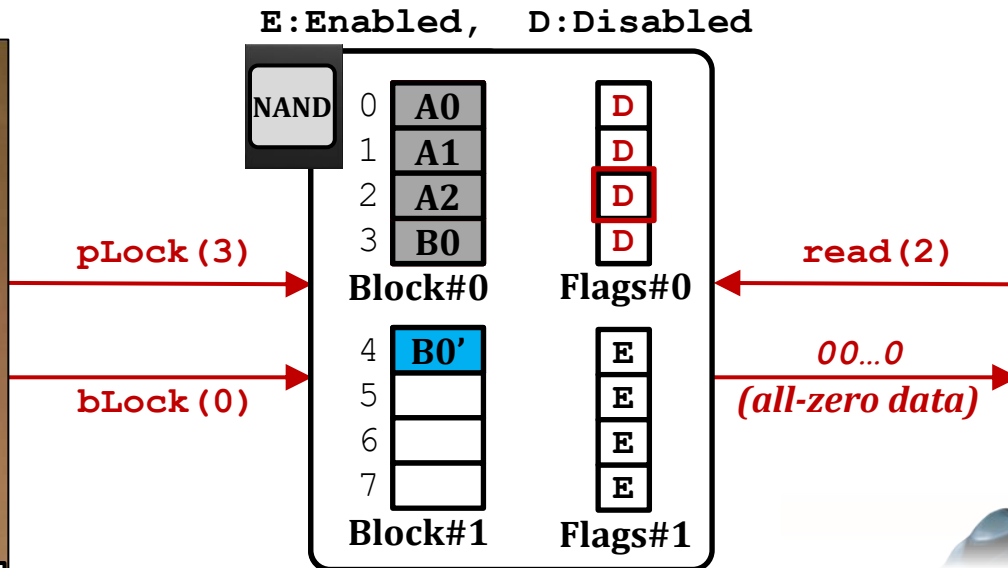 E:Enabled, D:Disabled
NAND
0 A0 D
1 A1 D
2 A2 D
3 B0 D
Block#0 Flags#0
pLock(3)
read(2)
4 B0’ E
5 E
6 E
7 E
Block#1 Flags#1
bLock(0)
00…0
(all-zero data)